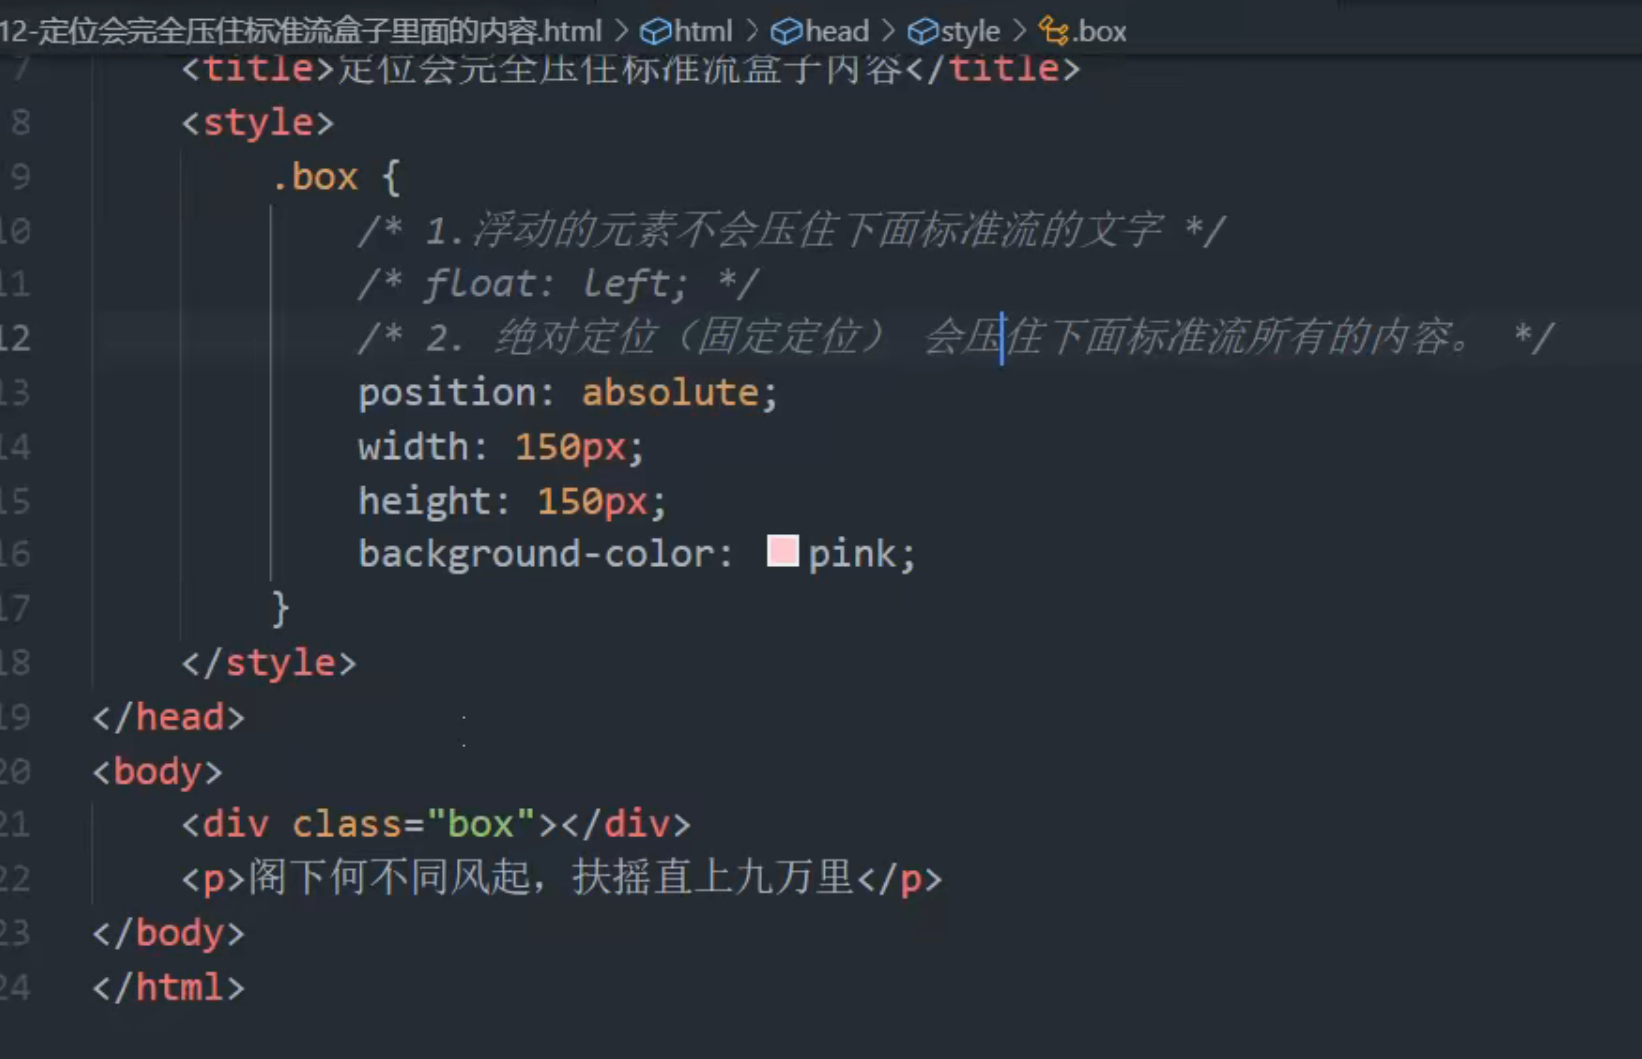 12-定位会完全压住标准流盒子里面的内容.html > html > head > style > .box
7 <title>定位会完全压住标准流盒子内容</title>
8 <style>
9 .box {
10 /* 1.浮动的元素不会压住下面标准流的文字 */
11 /* float: left; */
12 /* 2. 绝对定位（固定定位） 会压住下面标准流所有的内容。 */
13 position: absolute;
14 width: 150px;
15 height: 150px;
16 background-color: pink;
17 }
18 </style>
19 </head>
20 <body>
21 <div class="box"></div>
22 <p>阁下何不同风起，扶摇直上九万里</p>
23 </body>
24 </html>